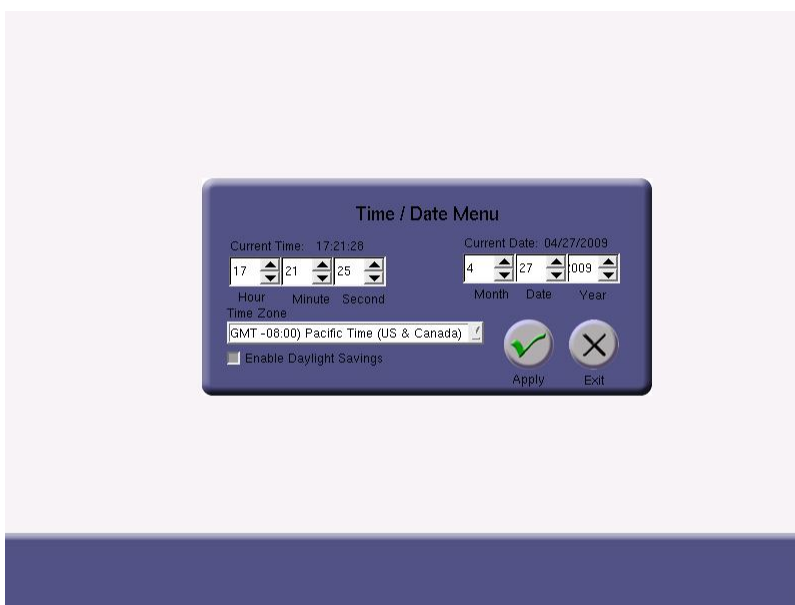 Time / Date Menu
Current Time: 17:21:28
Current Date: 04/27/2009
17 21 25
4 27 :009
Hour Minute Second
Month Date Year
Time Zone
GMT -08:00) Pacific Time (US & Canada)
Enable Daylight Savings
Apply Exit